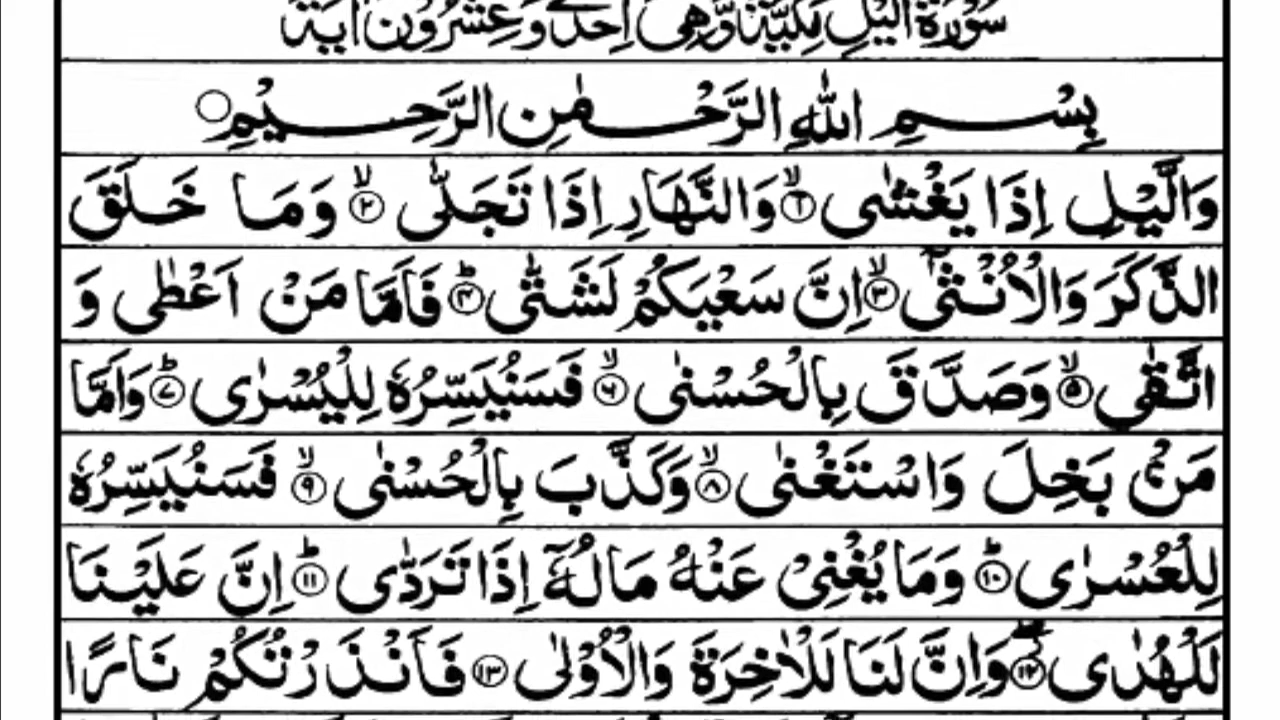 سُوْرَةُ الَّيْلِ مَكِّيَّةٌ وَّهِيَ اِحْدٰى وَعِشْرُوْنَ اٰيَةً
بِسْمِ اللّٰهِ الرَّحْمٰنِ الرَّحِيْمِ ○
وَالَّيْلِ اِذَا يَغْشٰىۙ ﴿۱﴾ وَالنَّهَارِ اِذَا تَجَلّٰىۙ ﴿۲﴾ وَمَا خَلَقَ
الذَّكَرَ وَالْاُنْثٰۤىۙ ﴿۳﴾ اِنَّ سَعْيَكُمْ لَشَتّٰىؕ ﴿۴﴾ فَاَمَّا مَنْ اَعْطٰى وَ
اتَّقٰىۙ ﴿۵﴾ وَصَدَّقَ بِالْحُسْنٰىۙ ﴿۶﴾ فَسَنُيَسِّرُهٗ لِلْيُسْرٰىؕ ﴿۷﴾ وَاَمَّا
مَنْۢ بَخِلَ وَاسْتَغْنٰىۙ ﴿۸﴾ وَكَذَّبَ بِالْحُسْنٰىۙ ﴿۹﴾ فَسَنُيَسِّرُهٗ
لِلْعُسْرٰىؕ ﴿۱۰﴾ وَمَا يُغْنِيْ عَنْهُ مَالُهٗۤ اِذَا تَرَدّٰىؕ ﴿۱۱﴾ اِنَّ عَلَيْنَا
لَلْهُدٰىؗۖ ﴿۱۲﴾ وَاِنَّ لَنَا لَلْاٰخِرَةَ وَالْاُوْلٰى ﴿۱۳﴾ فَاَنْذَرْتُكُمْ نَارًا